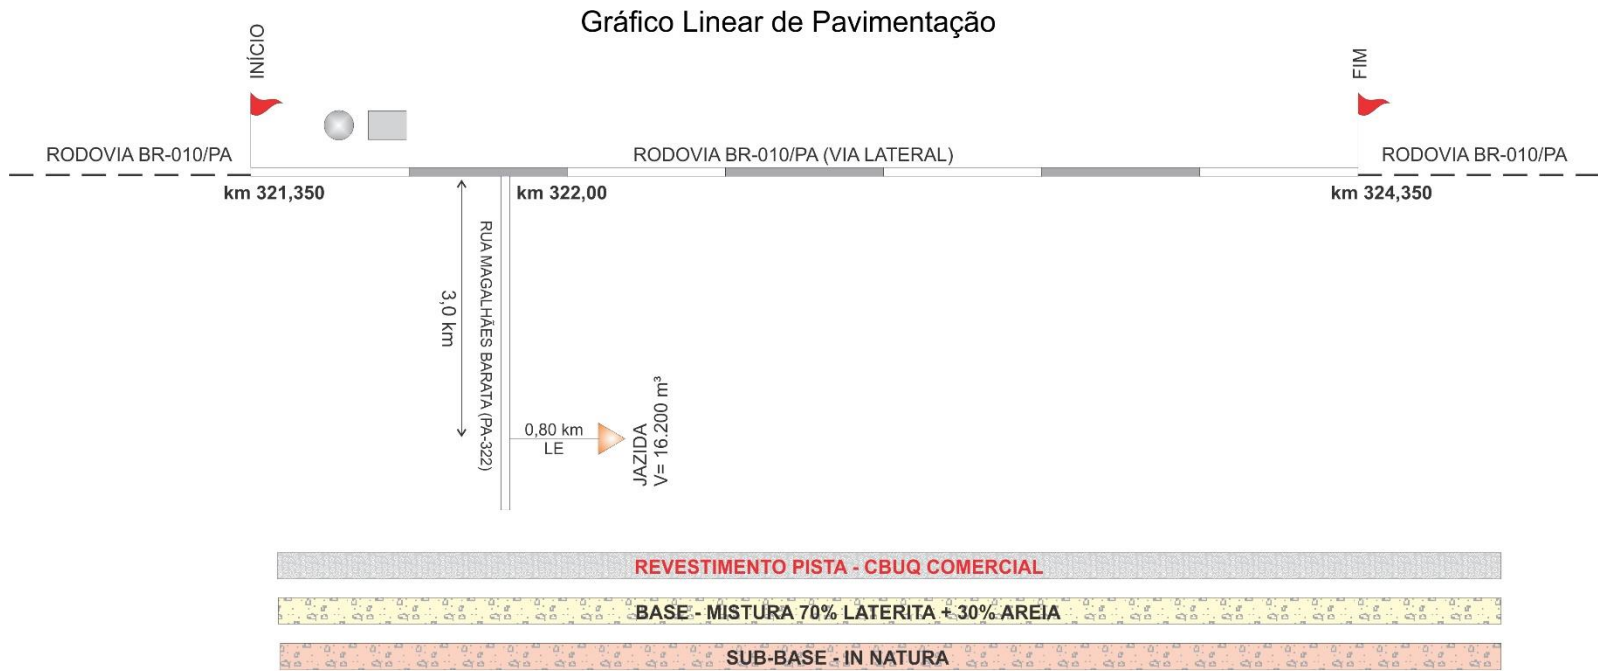 Gráfico Linear de Pavimentação
INÍCIO
FIM
RODOVIA BR-010/PA
RODOVIA BR-010/PA (VIA LATERAL)
RODOVIA BR-010/PA
km 321,350
km 322,00
km 324,350
RUA MAGALHÃES BARATA (PA-322)
3,0 km
0,80 km
LE
JAZIDA
V= 16.200 m³
REVESTIMENTO PISTA - CBUQ COMERCIAL
BASE - MISTURA 70% LATERITA + 30% AREIA
SUB-BASE - IN NATURA